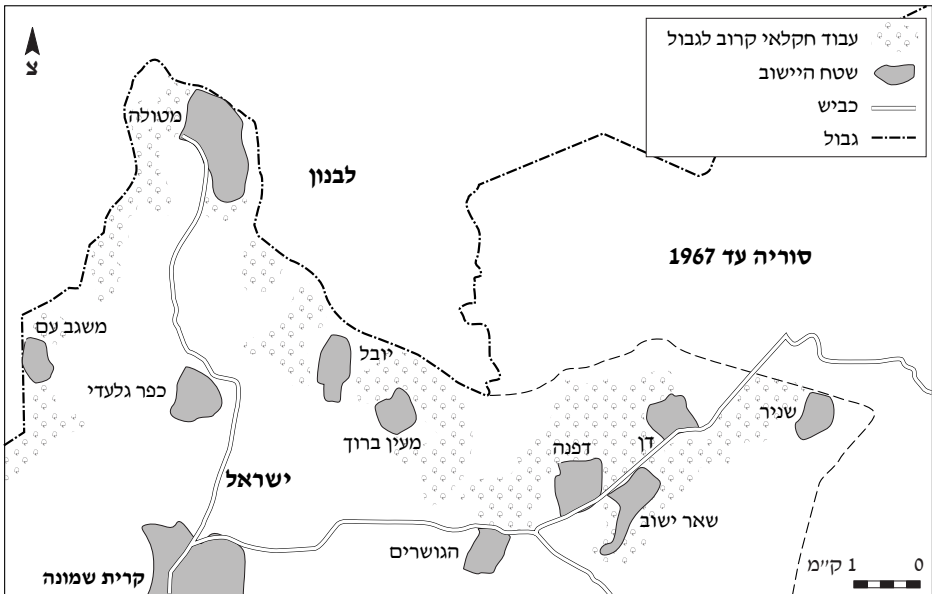 עבוד חקלאי קרוב לגבול
שטח היישוב
כביש
גבול
צ
מטולה
לבנון
סוריה עד 1967
משגב עם
יובל
כפר גלעדי
שניר
מעין ברוך
דן
דפנה
ישראל
שאר ישוב
הגושרים
קרית שמונה
0 1 ק״מ